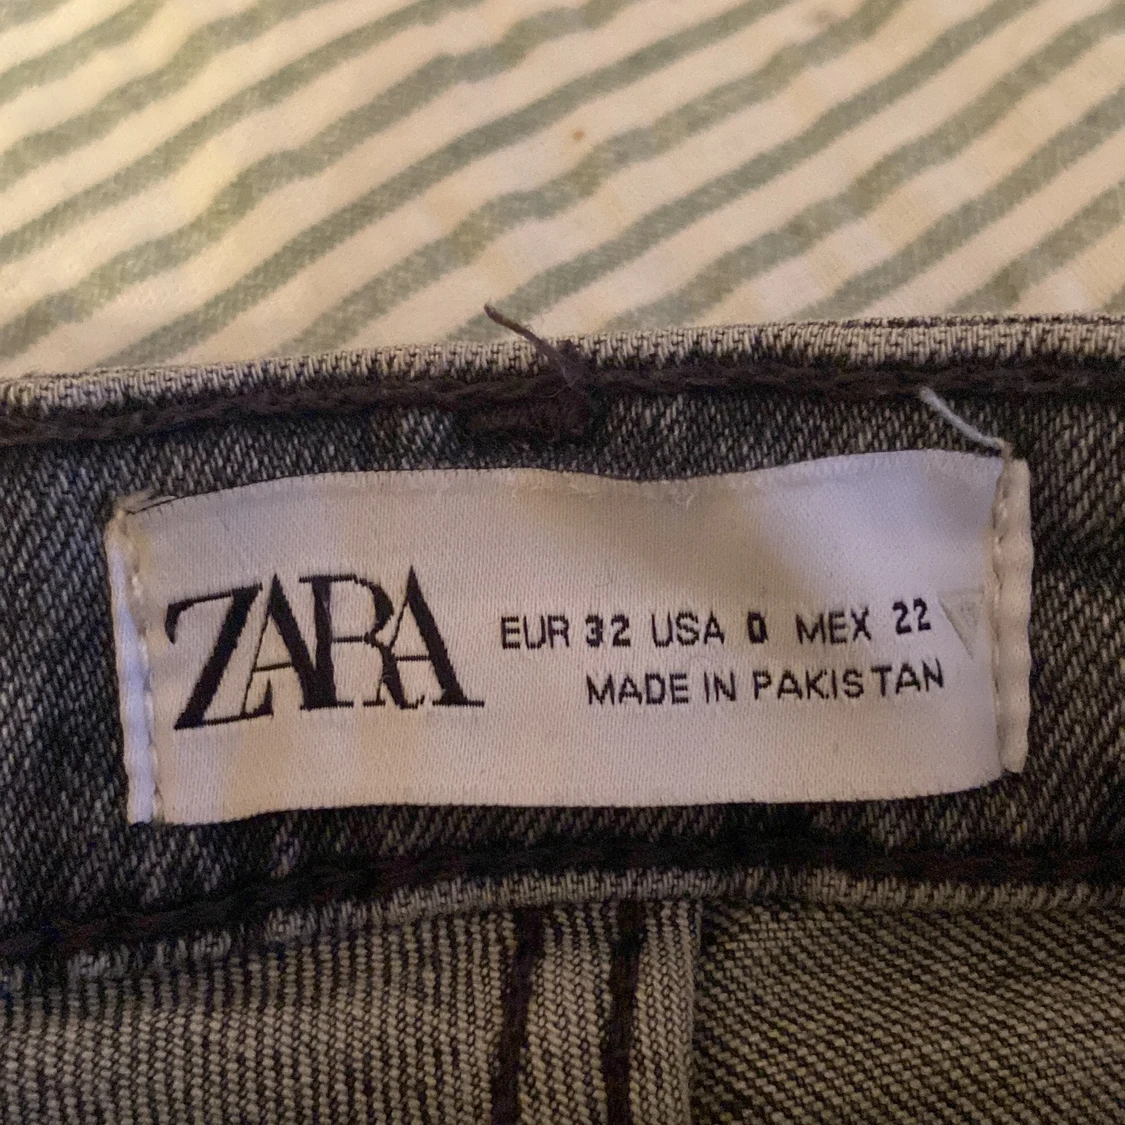 ZARA
EUR 32 USA 0 MEX 22
MADE IN PAKISTAN